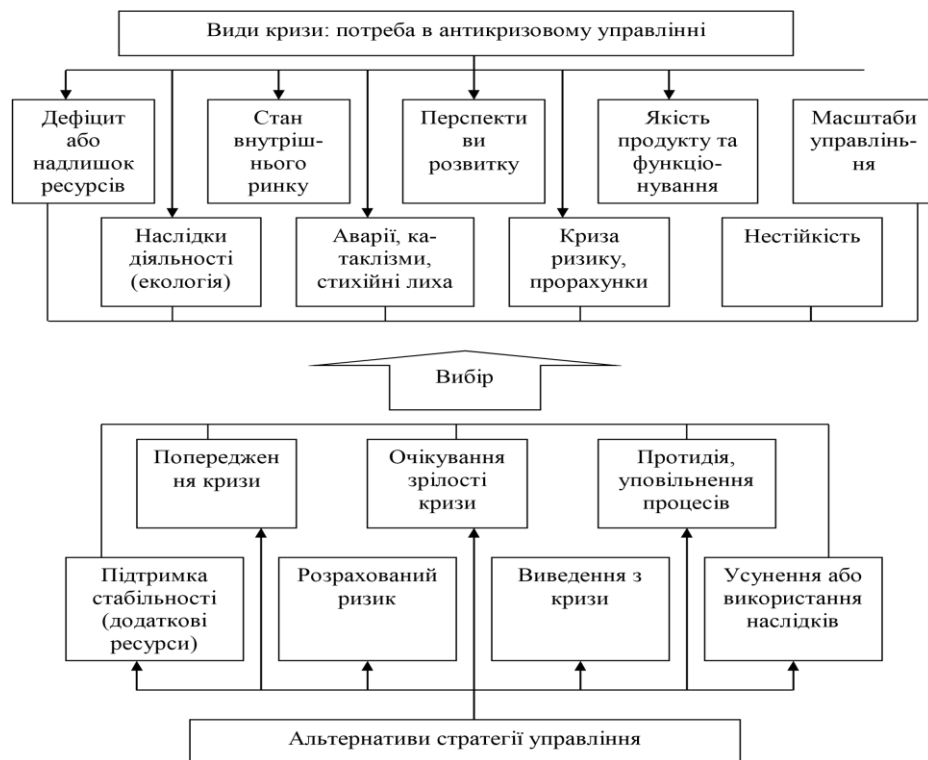 Види кризи: потреба в антикризовому управлінні
Дефіцит
або
надлишок
ресурсів
Стан
внутріш-
нього
ринку
Перспекти
ви
розвитку
Якість
продукту та
функціо-
нування
Масштаби
управлінь-
ня
Наслідки
діяльності
(екологія)
Аварії, ка-
таклізми,
стихійні лиха
Криза
ризику,
прорахунки
Нестійкість
Вибір
Попереджен
ня кризи
Очікування
зрілості
кризи
Протидія,
уповільнення
процесів
Підтримка
стабільності
(додаткові
ресурси)
Розрахований
ризик
Виведення з
кризи
Усунення або
використання
наслідків
Альтернативи стратегії управління